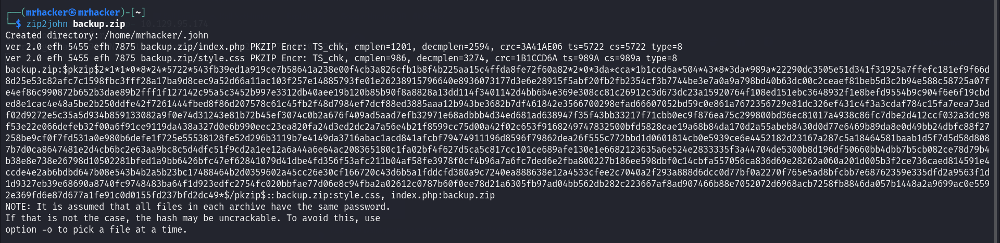 ┌──(mrhacker㉿mrhacker)-[~]
└─$ zip2john backup.zip
Created directory: /home/mrhacker/.john
ver 2.0 efh 5455 efh 7875 backup.zip/index.php PKZIP Encr: TS_chk, cmplen=1201, decmplen=2594, crc=3A41AE06 ts=5722 cs=5722 type=8
ver 2.0 efh 5455 efh 7875 backup.zip/style.css PKZIP Encr: TS_chk, cmplen=986, decmplen=3274, crc=1B1CCD6A ts=989A cs=989a type=8
backup.zip:$pkzip$2*1*1*0*8*24*5722*543fb39ed1a919ce7b58641a238e00f4cb3a826cfb1b8f4b225aa15c4ffda8fe72f60a82*2*0*3da*cca*1b1ccd6a*504*43*8*3da*989a*22290dc3505e51d341f31925a7ffefc181ef9f66d
8d25e53c82afc7c1598fbc3fff28a17ba9d8cec9a52d66a11ac103f257e14885793fe01e26238915796640e8936073177d3e6e28915f5abf20fb2fb2354cf3b7744be3e7a0a9a798bd40b63dc00c2ceaef81beb5d3c2b94e588c58725a07f
e4ef86c990872b652b3dae89b2fff1f127142c95a5c3452b997e3312db40aee19b120b85b90f8a8828a13dd114f3401142d4bb6b4e369e308cc81c26912c3d673dc23a15920764f108ed151ebc3648932f1e8befd9554b9c904f6e6f19cbd
ed8e1cac4e48a5be2b250ddfe42f7261444fbed8f86d207578c61c45fb2f48d7984ef7dcf88ed3885aaa12b943be3682b7df461842e3566700298efad66607052bd59c0e861a7672356729e81dc326ef431c4f3a3cdaf784c15fa7eea73ad
f02d9272e5c35a5d934b859133082a9f0e74d31243e81b72b45ef3074c0b2a676f409ad5aad7efb32971e68adbbb4d34ed681ad638947f35f43bb33217f71cbb0ec9f876ea75c299800bd36ec81017a4938c86fc7dbe2d412ccf032a3dc98
f53e22e066defeb32f00a6f91ce9119da438a327d0e6b990eec23ea820fa24d3ed2dc2a7a56e4b21f8599cc75d00a42f02c653f9168249747832500bfd5828eae19a68b84da170d2a55abeb8430d0d77e6469b89da8e0d49bb24dbfc88f27
258be9cf0f7fd531a0e980b6defe1f725e55538128fe52d296b3119b7e4149da3716abac1acd841afcbf79474911196d8596f79862dea26f555c772bbd1d0601814cb0e5939ce6e4452182d23167a287c5a18464581baab1d5f7d5d58d808
7b7d0ca8647481e2d4cb6bc2e63aa9bc8c5d4dfc51f9cd2a1ee12a6a44a6e64ac208365180c1fa02bf4f627d5ca5c817cc101ce689afe130e1e6682123635a6e524e2833335f3a44704de5300b8d196df50660bb4dbb7b5cb082ce78d79b4
b38e8e738e26798d10502281bfed1a9bb6426bfc47ef62841079d41dbe4fd356f53afc211b04af58fe3978f0cf4b96a7a6fc7ded6e2fba800227b186ee598dbf0c14cbfa557056ca836d69e28262a060a201d005b3f2ce736caed814591e4
ccde4e2ab6bdbd647b08e543b4b2a5b23bc17488464b2d0359602a45cc26e30cf166720c43d6b5a1fddcfd380a9c7240ea888638e12a4533cfee2c7040a2f293a888d6dcc0d77bf0a2270f765e5ad8bfcbb7e68762359e335dfd2a9563f1d
1d9327eb39e68690a8740fc9748483ba64f1d923edfc2754fc020bbfae77d06e8c94fba2a02612c0787b60f0ee78d21a6305fb97ad04bb562db282c223667af8ad907466b88e7052072d6968acb7258fb8846da057b1448a2a9699ac0e559
2e369fd6e87d677a1fe91c0d0155fd237bfd2dc49*$/pkzip$::backup.zip:style.css, index.php:backup.zip
NOTE: It is assumed that all files in each archive have the same password.
If that is not the case, the hash may be uncrackable. To avoid this, use
option -o to pick a file at a time.